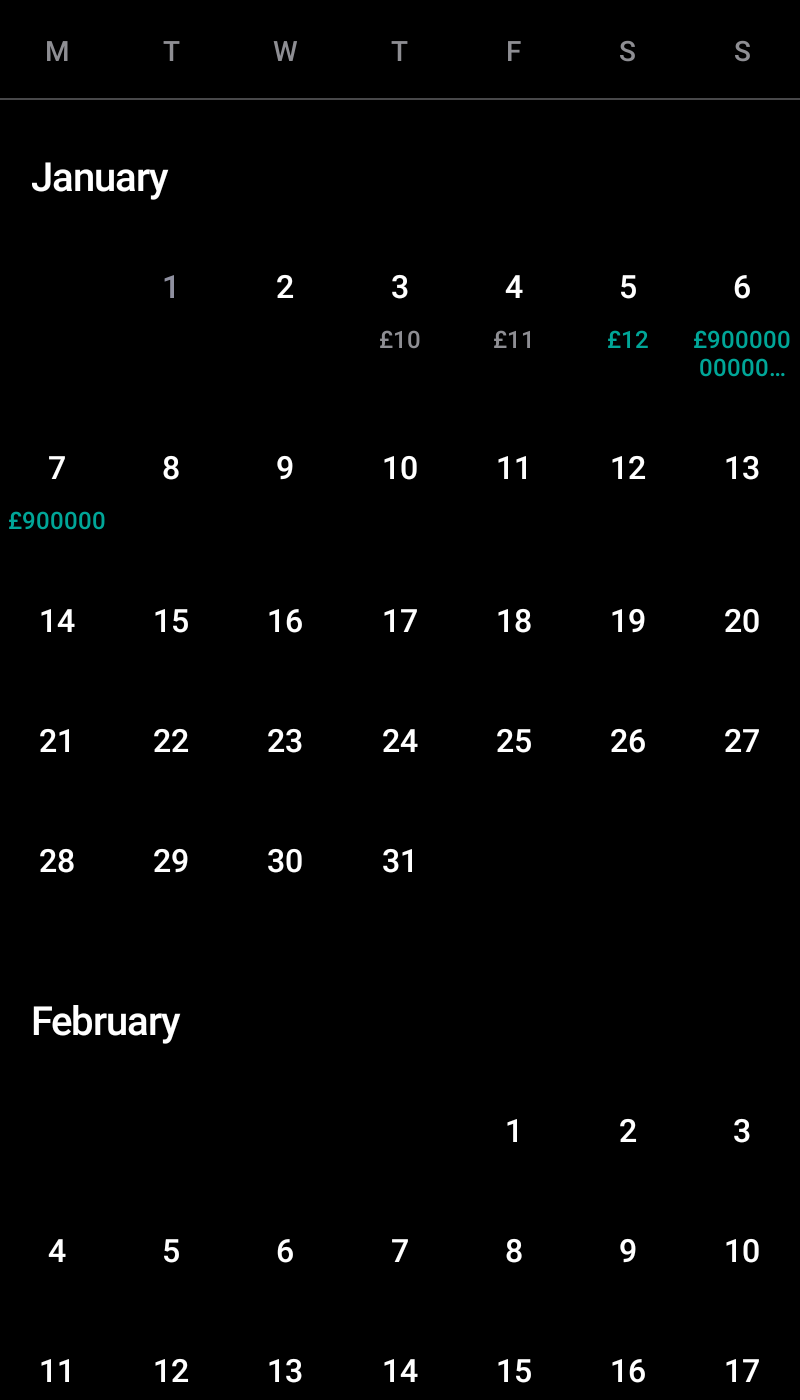 M T W T F S S
January
1 2 3 4 5 6
£10 £11 £12 £900000
00000…
7 8 9 10 11 12 13
£900000
14 15 16 17 18 19 20
21 22 23 24 25 26 27
28 29 30 31
February
1 2 3
4 5 6 7 8 9 10
11 12 13 14 15 16 17